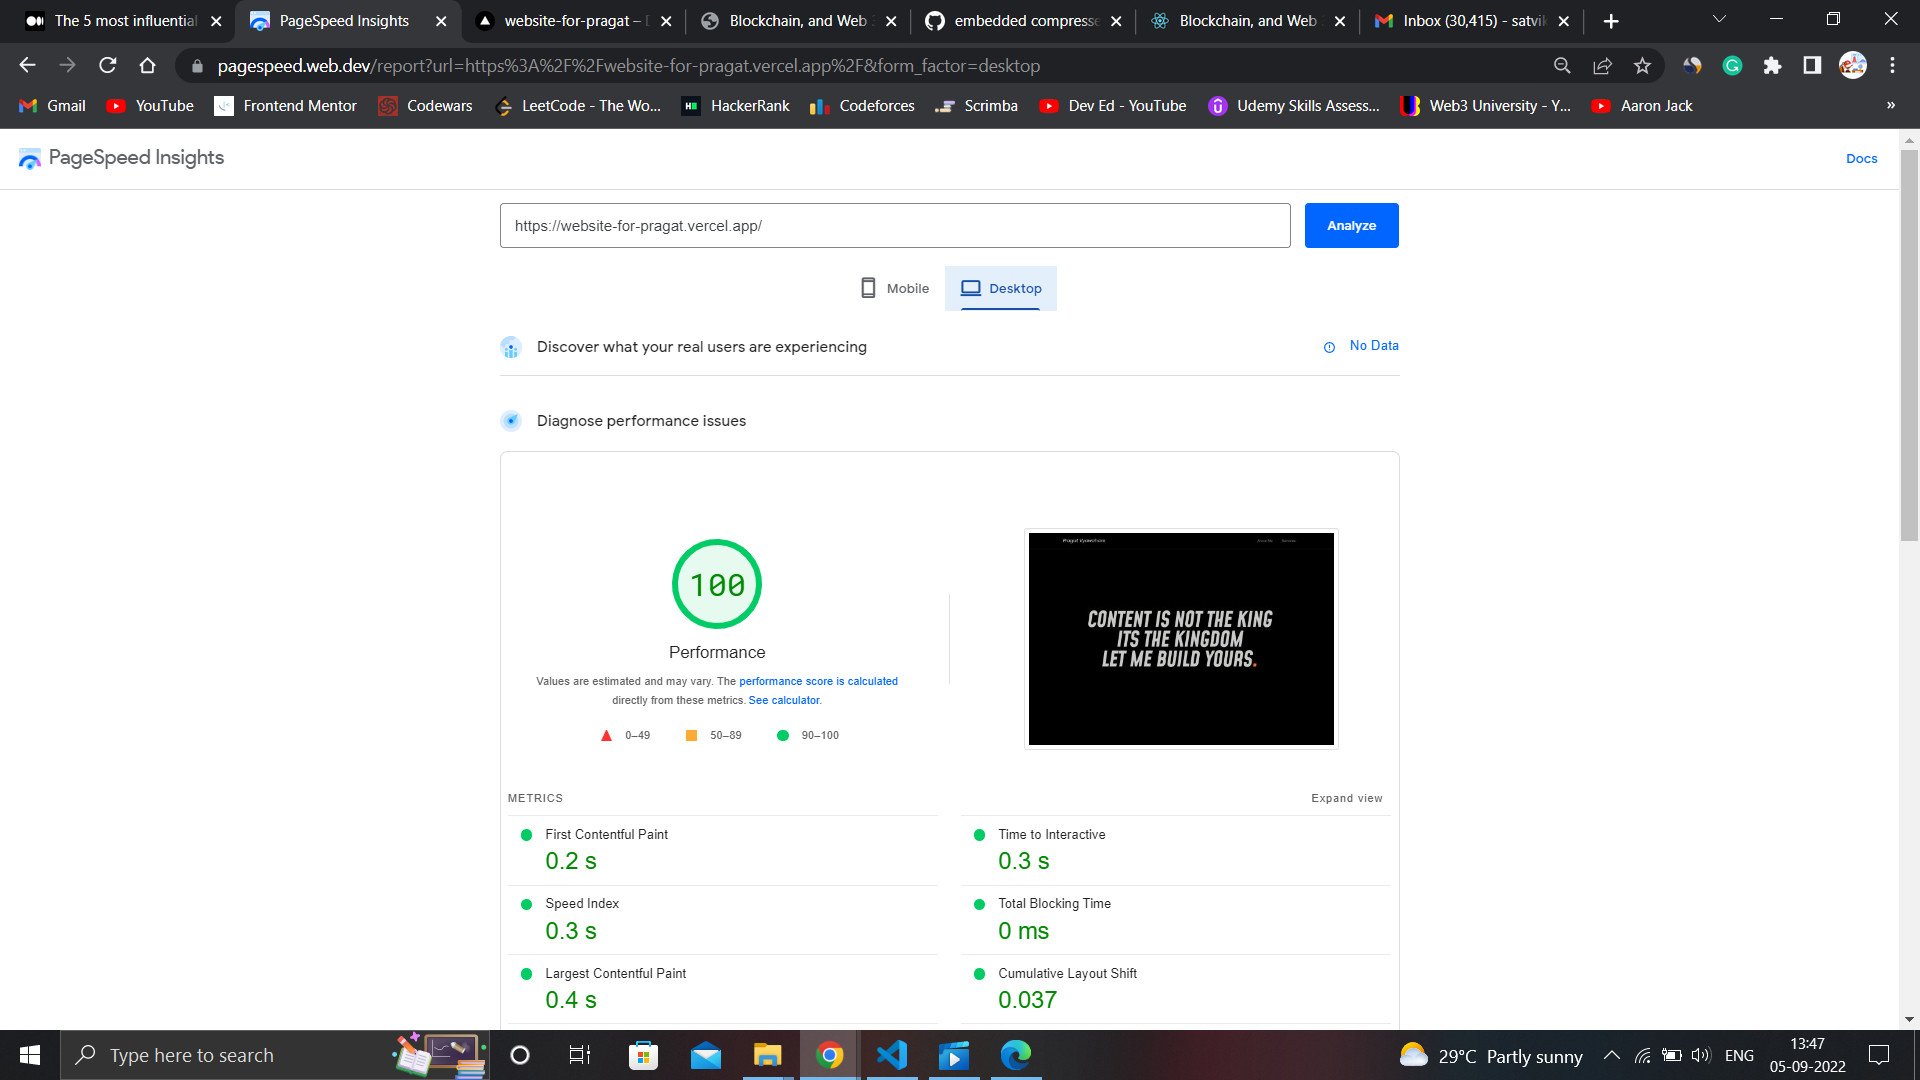 The 5 most influential
PageSpeed Insights
website-for-pragat –
Blockchain, and Web
embedded compresse
Blockchain, and Web
Inbox (30,415) - satvik
pagespeed.web.dev/report?url=https%3A%2F%2Fwebsite-for-pragat.vercel.app%2F&form_factor=desktop
Gmail
YouTube
Frontend Mentor
Codewars
LeetCode - The Wo...
HackerRank
Codeforces
Scrimba
Dev Ed - YouTube
Udemy Skills Assess...
Web3 University - Y...
Aaron Jack
»
PageSpeed Insights
Docs
https://website-for-pragat.vercel.app/
Analyze
Mobile
Desktop
Discover what your real users are experiencing
No Data
Diagnose performance issues
100
Performance
Values are estimated and may vary. The performance score is calculated
directly from these metrics. See calculator.
0–49
50–89
90–100
CONTENT IS NOT THE KING
ITS THE KINGDOM
LET ME BUILD YOURS.
METRICS
Expand view
First Contentful Paint
0.2 s
Time to Interactive
0.3 s
Speed Index
0.3 s
Total Blocking Time
0 ms
Largest Contentful Paint
0.4 s
Cumulative Layout Shift
0.037
Type here to search
29°C Partly sunny
ENG
13:47
05-09-2022